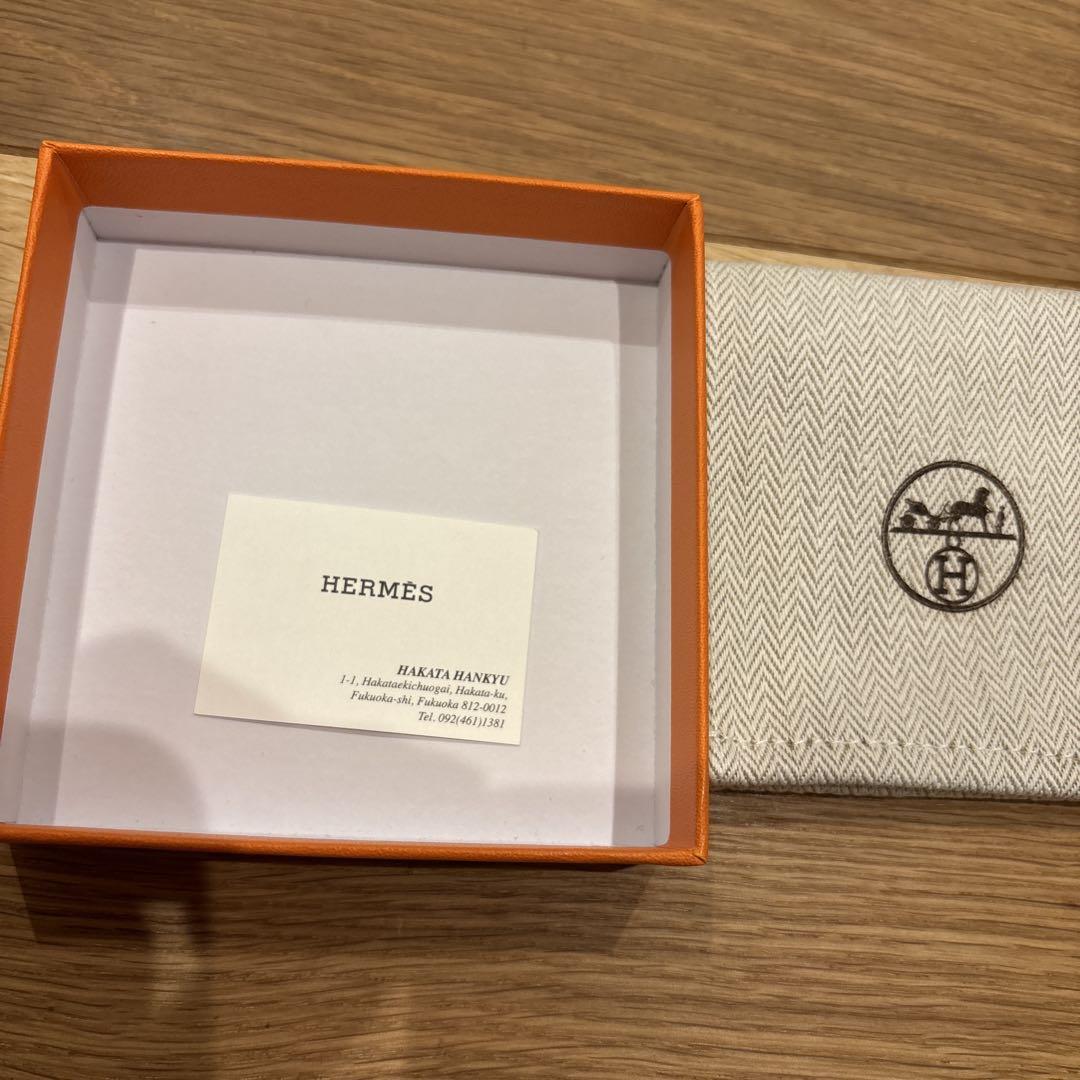 HERMÈS
HAKATA HANKYU
1-1, Hakataekichuogai, Hakata-ku,
Fukuoka-shi, Fukuoka 812-0012
Tel. 092(461)1381
H